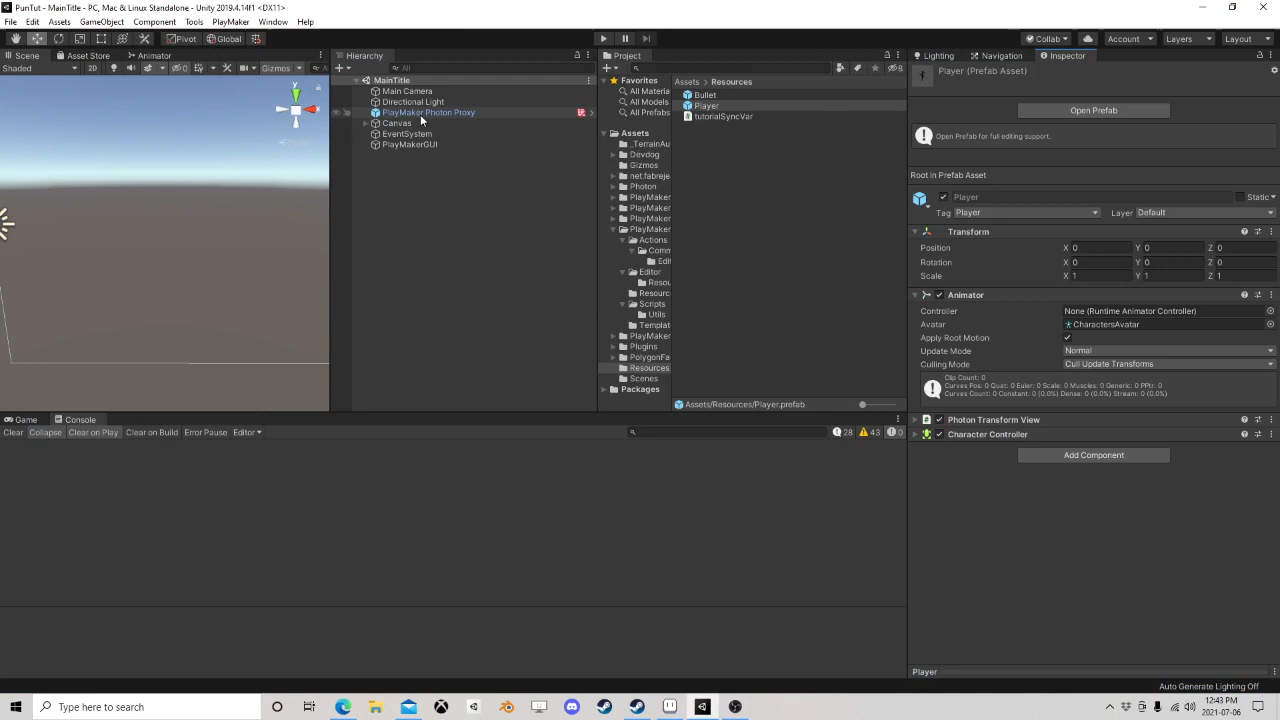 PunTut - MainTitle - PC, Mac & Linux Standalone - Unity 2019.4.14f1 <DX11>
File Edit Assets GameObject Component Tools PlayMaker Window Help
Pivot Global Collab Account Layers Layout
Scene Asset Store Animator
Shaded 2D 0 Gizmos
Hierarchy
All
MainTitle
Main Camera
Directional Light
PlayMaker Photon Proxy
Canvas
EventSystem
PlayMakerGUI
Project
8
Favorites
All Materia
All Models
All Prefabs
Assets
_TerrainAu
Devdog
Gizmos
net.fabreje
Photon
PlayMaker
PlayMaker
PlayMaker
PlayMaker
Actions
Comm
Edi
Editor
Resou
Resourc
Scripts
Utils
Templat
PlayMaker
Plugins
PolygonFa
Resources
Scenes
Packages
Assets Resources
Bullet
Player
tutorialSyncVar
Assets/Resources/Player.prefab
Lighting Navigation Inspector
Player (Prefab Asset)
Open Prefab
Open Prefab for full editing support.
Root in Prefab Asset
Player Static
Tag Player Layer Default
Transform
Position X 0 Y 0 Z 0
Rotation X 0 Y 0 Z 0
Scale X 1 Y 1 Z 1
Animator
Controller None (Runtime Animator Controller)
Avatar CharactersAvatar
Apply Root Motion
Update Mode Normal
Culling Mode Cull Update Transforms
Clip Count: 0
Curves Pos: 0 Quat: 0 Euler: 0 Scale: 0 Muscles: 0 Generic: 0 PPtr: 0
Curves Count: 0 Constant: 0 (0.0%) Dense: 0 (0.0%) Stream: 0 (0.0%)
Photon Transform View
Character Controller
Add Component
Game Console
Clear Collapse Clear on Play Clear on Build Error Pause Editor 28 43 0
Player
Auto Generate Lighting Off
Type here to search
12:43 PM
2021-07-06